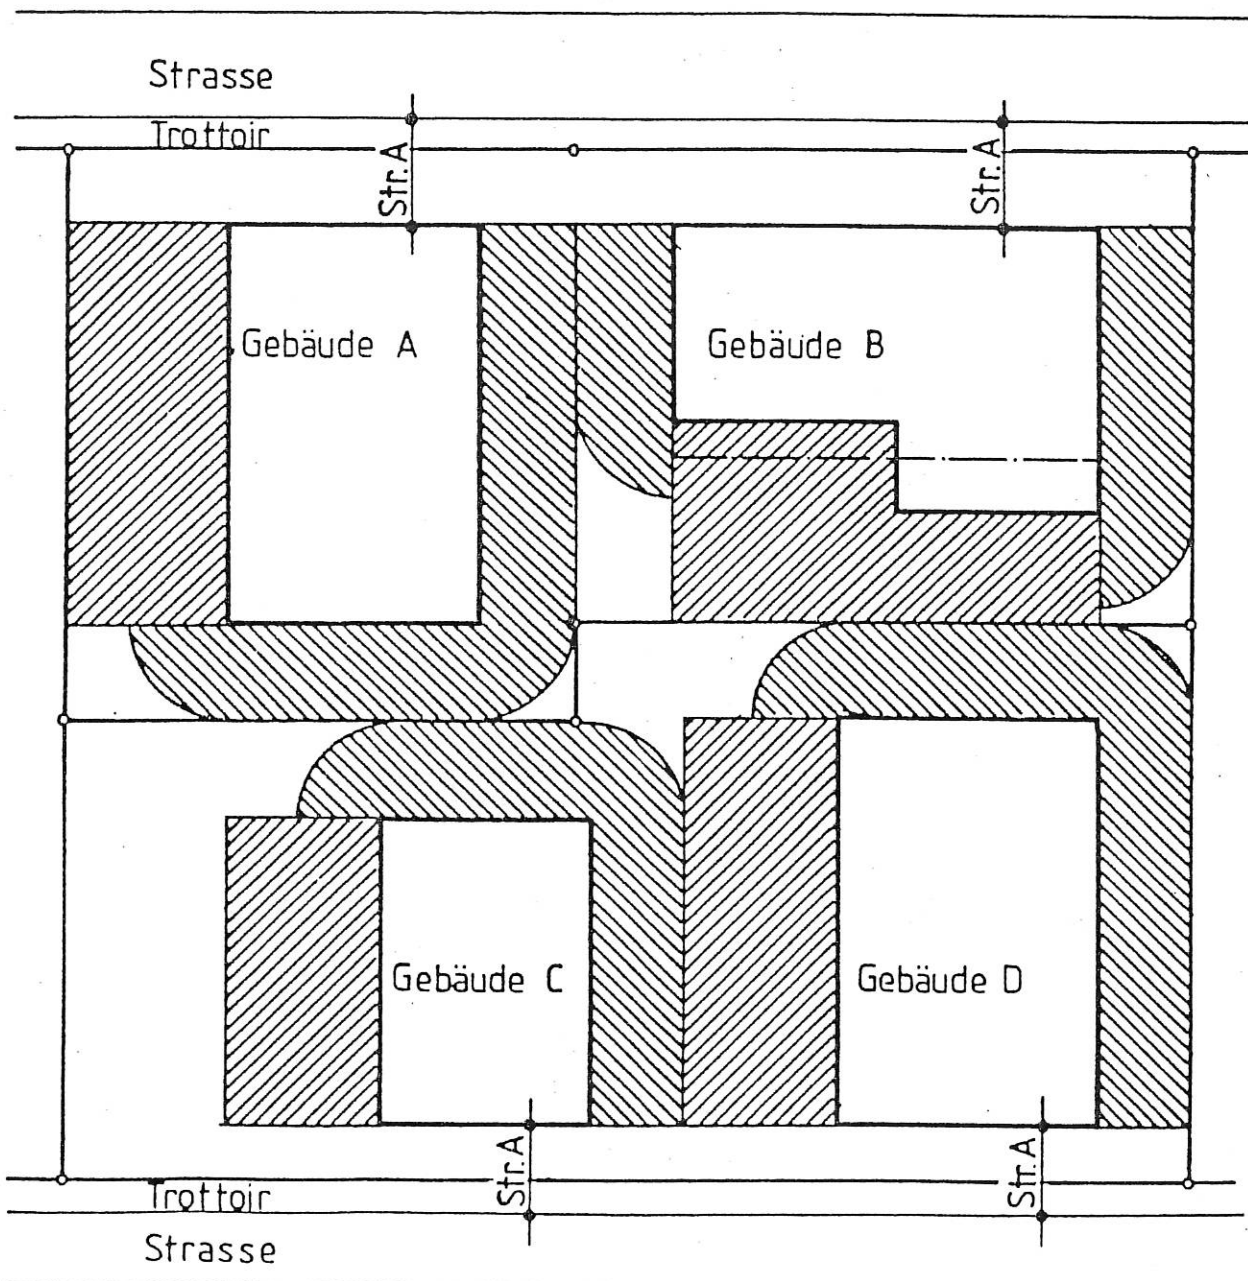 Strasse
Trottoir
Str. A
Str. A
Gebäude A
Gebäude B
Gebäude C
Gebäude D
Str. A
Str. A
Trottoir
Strasse